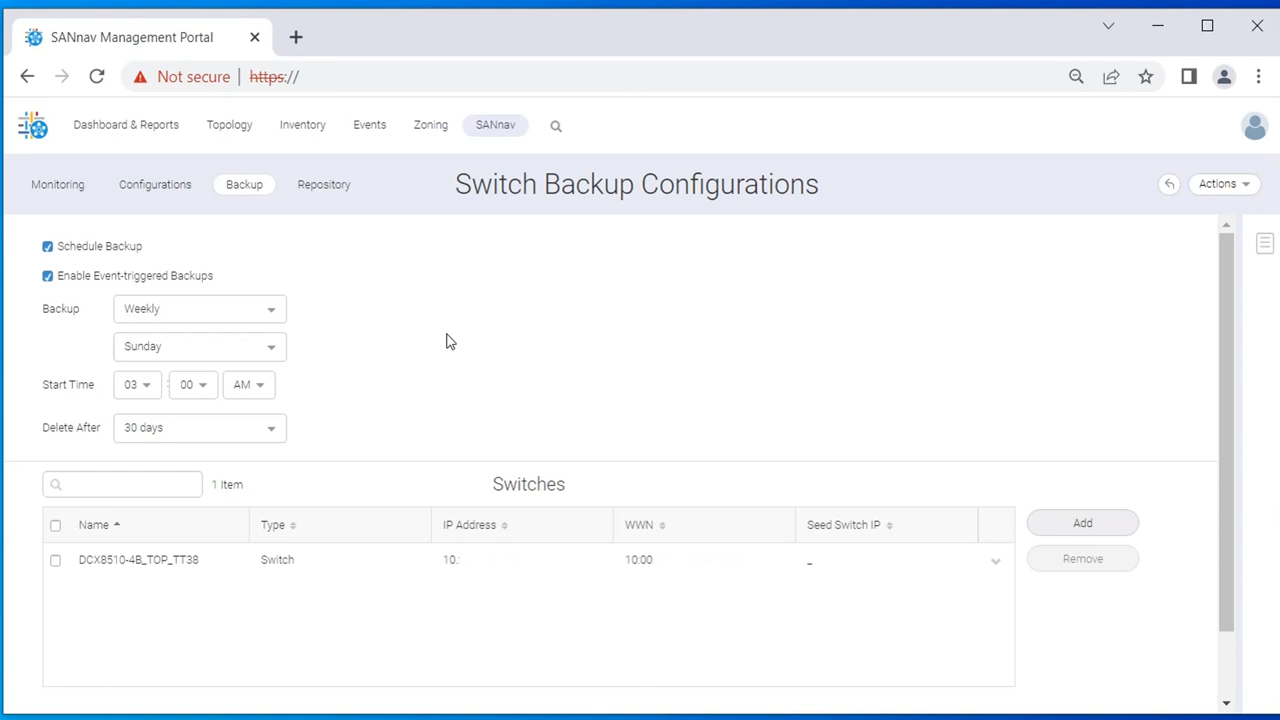 SANnav Management Portal
Not secure | https://
Dashboard & Reports Topology Inventory Events Zoning SANnav
Monitoring Configurations Backup Repository Switch Backup Configurations Actions
Schedule Backup
Enable Event-triggered Backups
Backup Weekly
Sunday
Start Time 03 : 00 AM
Delete After 30 days
1 Item Switches
Name Type IP Address WWN Seed Switch IP Add
DCX8510-4B_TOP_TT38 Switch 10.: 10:00 _ Remove